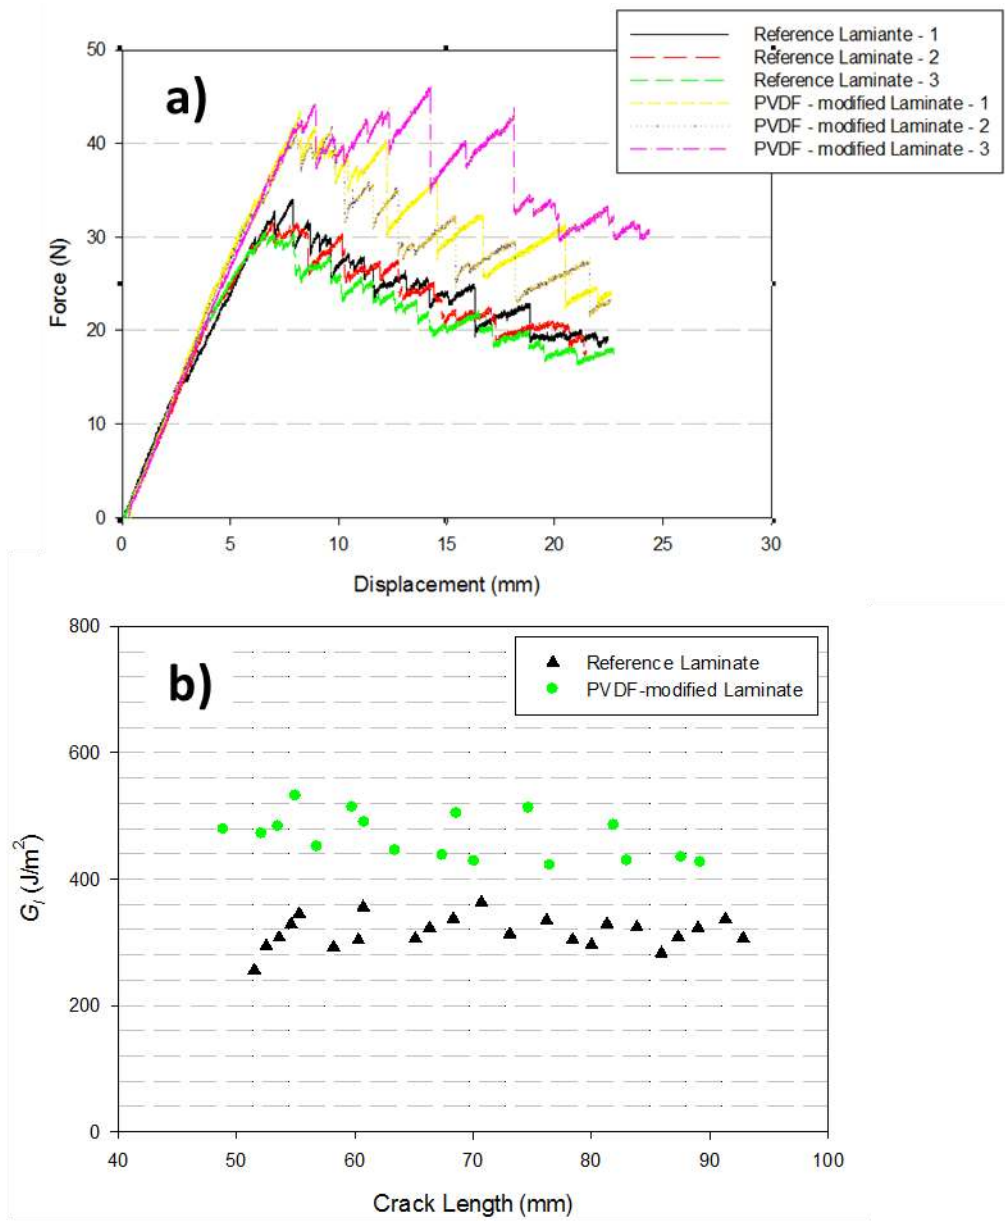 a)
Reference Lamiante - 1
Reference Laminate - 2
Reference Laminate - 3
PVDF - modified Laminate - 1
PVDF - modified Laminate - 2
PVDF - modified Laminate - 3
50
40
30
20
10
0
Force (N)
0 5 10 15 20 25 30
Displacement (mm)
b)
Reference Laminate
PVDF-modified Laminate
800
600
400
200
0
G_I (J/m²)
40 50 60 70 80 90 100
Crack Length (mm)